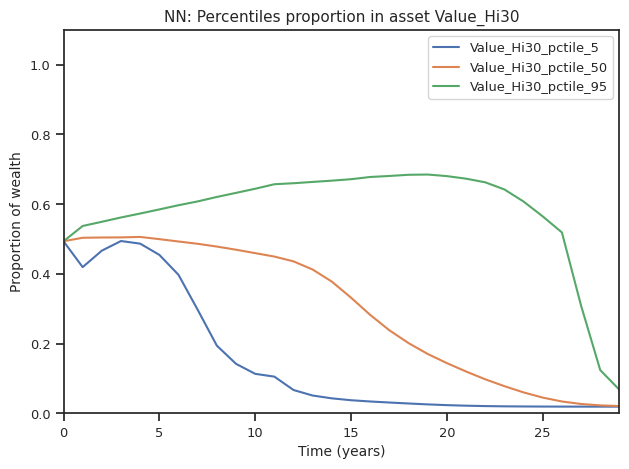 NN: Percentiles proportion in asset Value_Hi30
Value_Hi30_pctile_5
Value_Hi30_pctile_50
Value_Hi30_pctile_95
Proportion of wealth
1.0
0.8
0.6
0.4
0.2
0.0
0 5 10 15 20 25
Time (years)